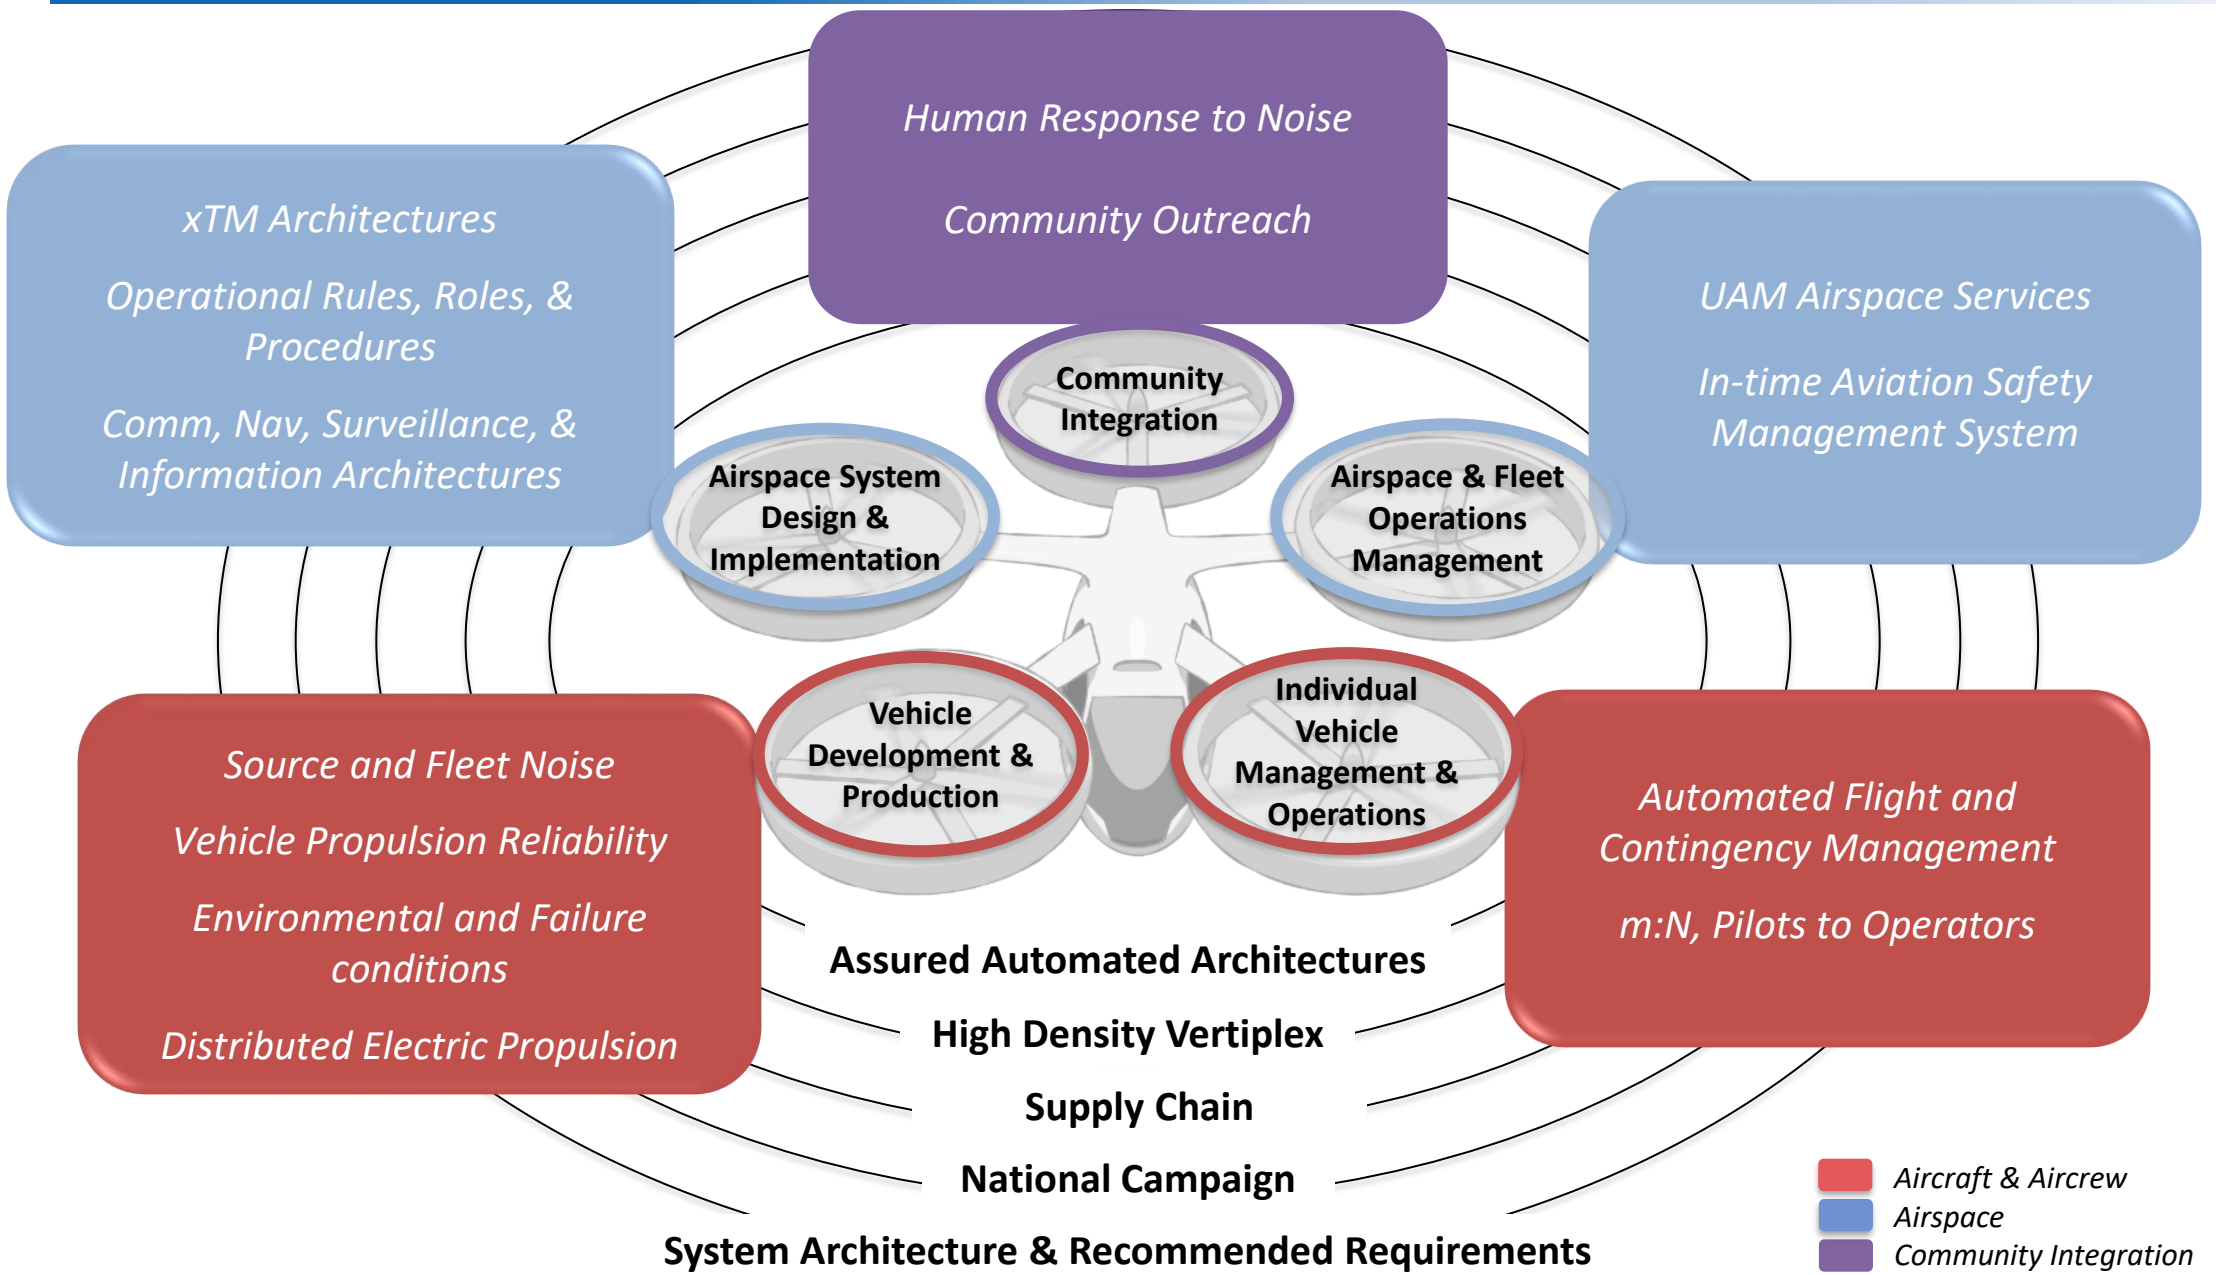 Human Response to Noise
Community Outreach
xTM Architectures
Operational Rules, Roles, &
Procedures
Comm, Nav, Surveillance, &
Information Architectures
UAM Airspace Services
In-time Aviation Safety
Management System
Community
Integration
Airspace System
Design &
Implementation
Airspace & Fleet
Operations
Management
Vehicle
Development &
Production
Individual
Vehicle
Management &
Operations
Source and Fleet Noise
Vehicle Propulsion Reliability
Environmental and Failure
conditions
Distributed Electric Propulsion
Automated Flight and
Contingency Management
m:N, Pilots to Operators
Assured Automated Architectures
High Density Vertiplex
Supply Chain
National Campaign
System Architecture & Recommended Requirements
Aircraft & Aircrew
Airspace
Community Integration